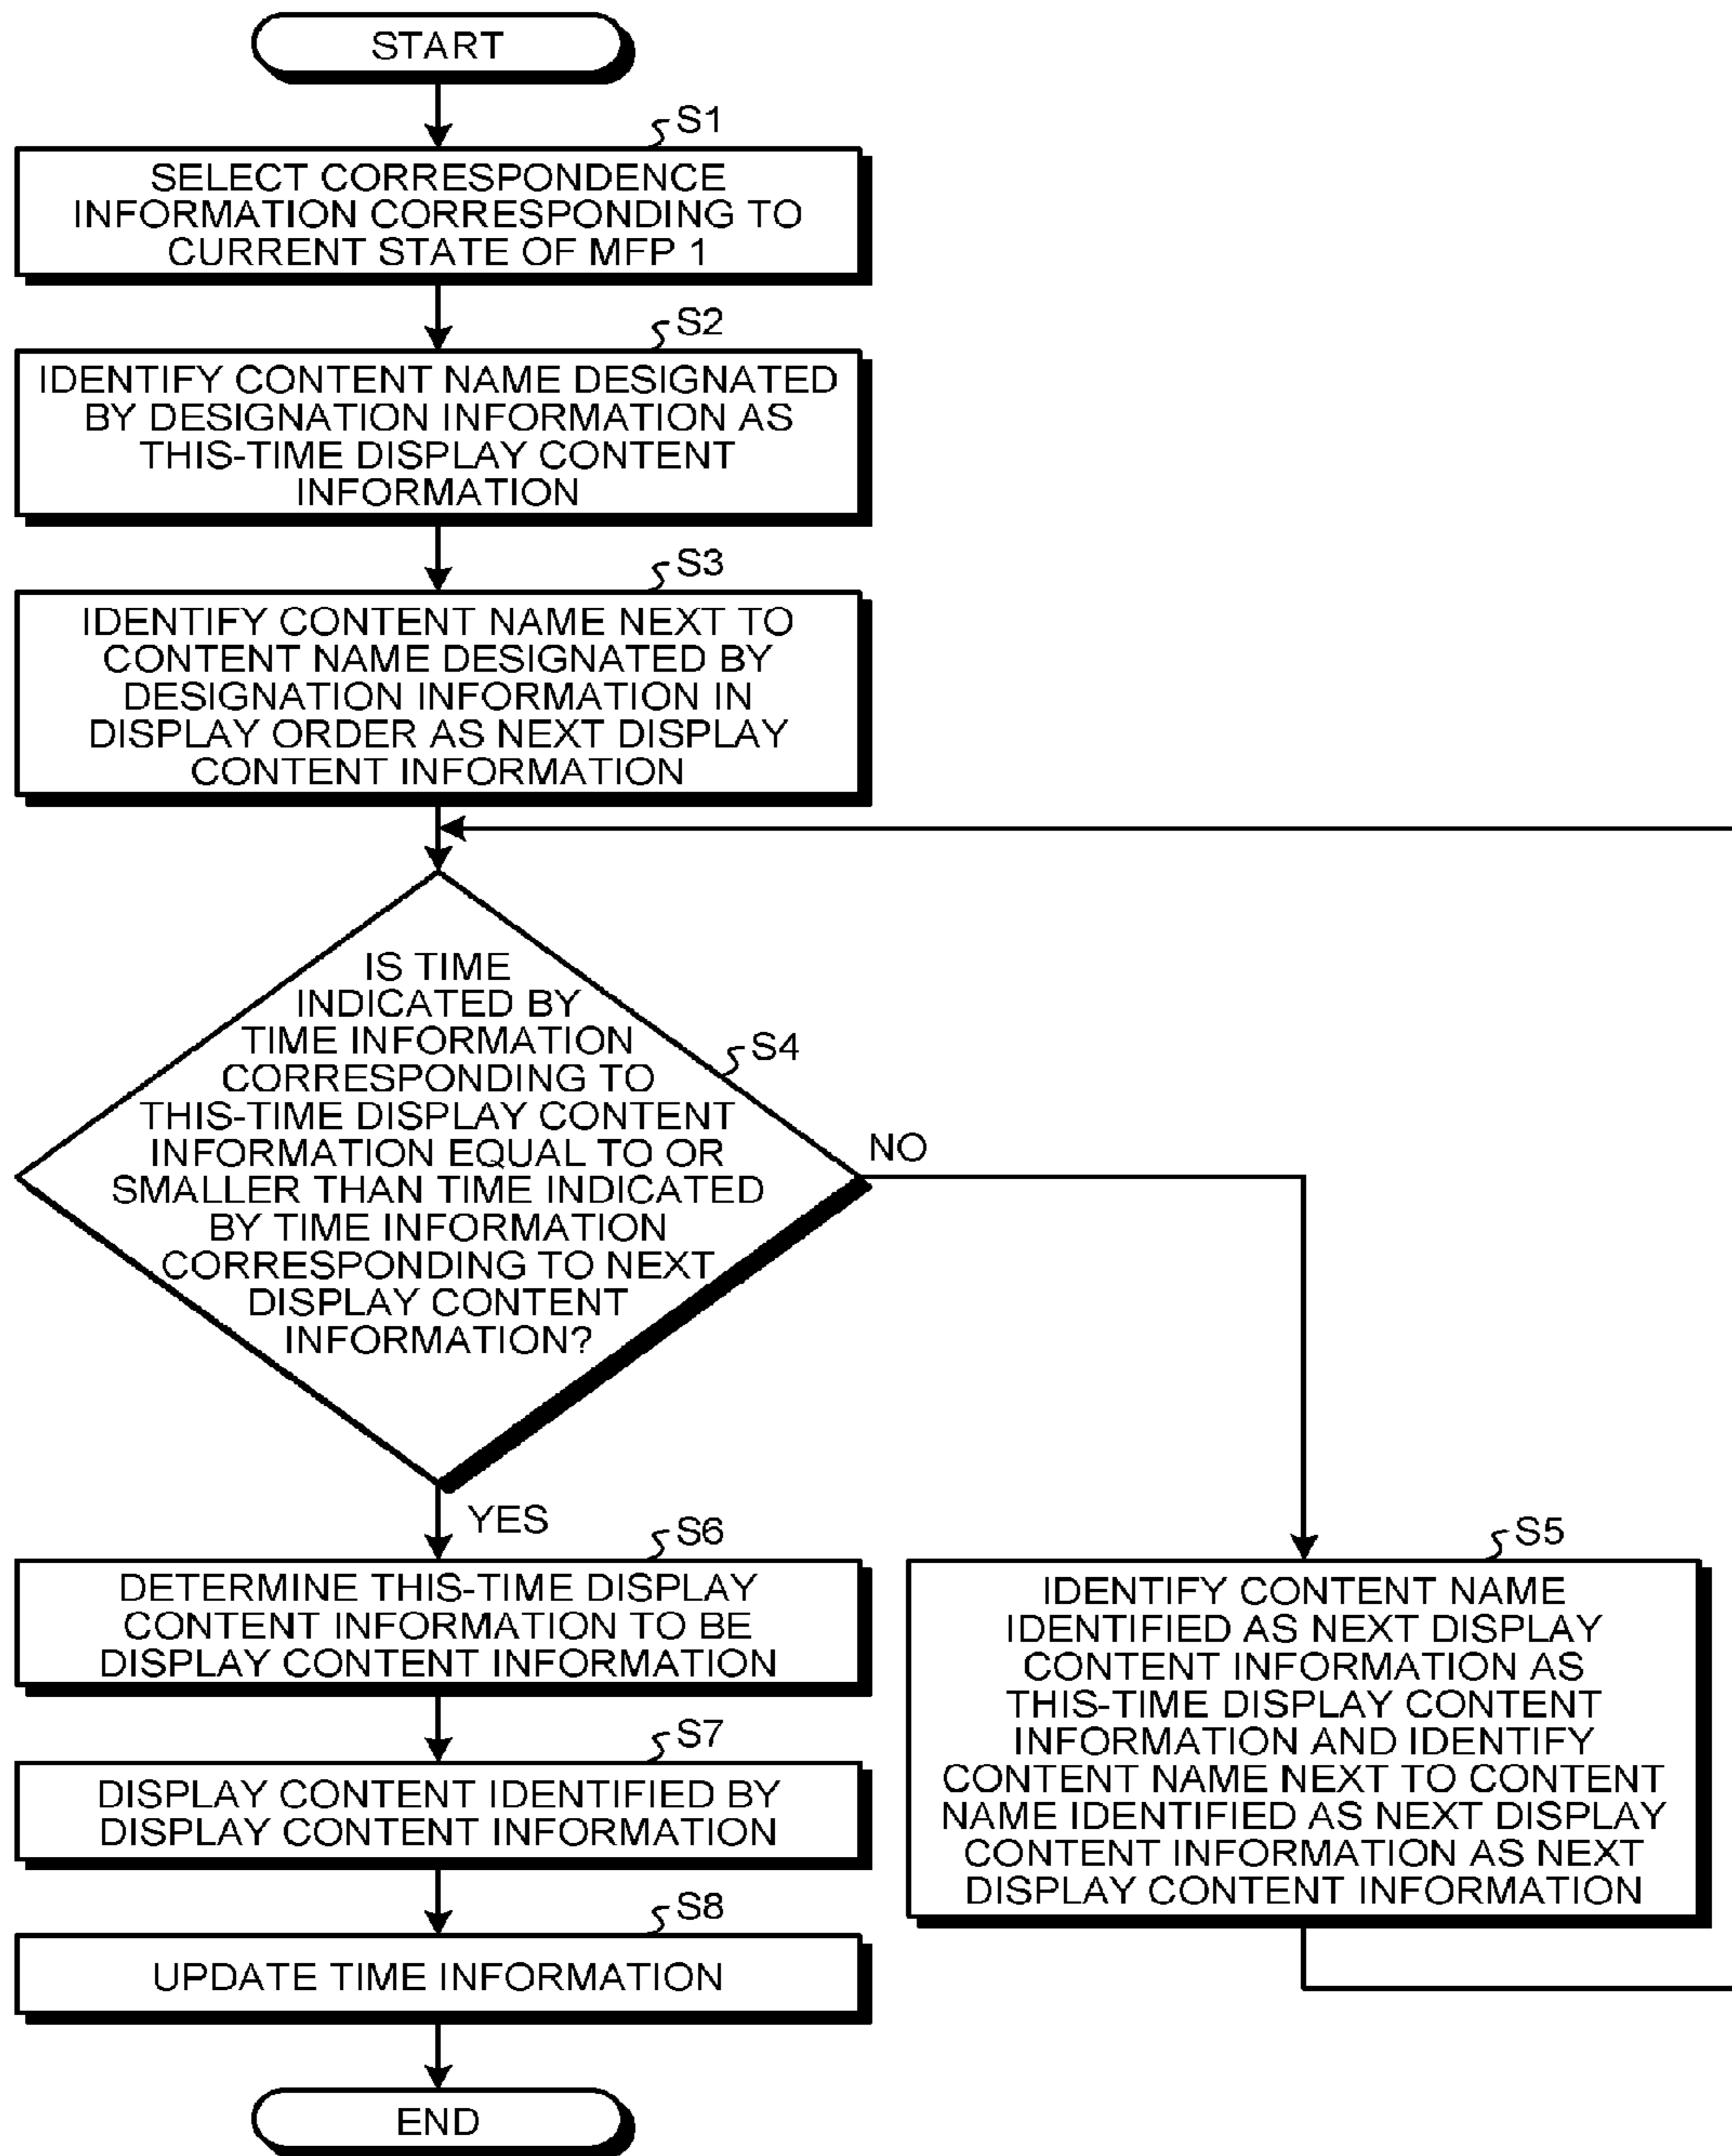 START
S1
SELECT CORRESPONDENCE
INFORMATION CORRESPONDING TO
CURRENT STATE OF MFP 1
S2
IDENTIFY CONTENT NAME DESIGNATED
BY DESIGNATION INFORMATION AS
THIS-TIME DISPLAY CONTENT
INFORMATION
S3
IDENTIFY CONTENT NAME NEXT TO
CONTENT NAME DESIGNATED BY
DESIGNATION INFORMATION IN
DISPLAY ORDER AS NEXT DISPLAY
CONTENT INFORMATION
S4
IS TIME
INDICATED BY
TIME INFORMATION
CORRESPONDING TO
THIS-TIME DISPLAY CONTENT
INFORMATION EQUAL TO OR
SMALLER THAN TIME INDICATED
BY TIME INFORMATION
CORRESPONDING TO NEXT
DISPLAY CONTENT
INFORMATION?
NO
YES
S5
IDENTIFY CONTENT NAME
IDENTIFIED AS NEXT DISPLAY
CONTENT INFORMATION AS
THIS-TIME DISPLAY CONTENT
INFORMATION AND IDENTIFY
CONTENT NAME NEXT TO CONTENT
NAME IDENTIFIED AS NEXT DISPLAY
CONTENT INFORMATION AS NEXT
DISPLAY CONTENT INFORMATION
S6
DETERMINE THIS-TIME DISPLAY
CONTENT INFORMATION TO BE
DISPLAY CONTENT INFORMATION
S7
DISPLAY CONTENT IDENTIFIED BY
DISPLAY CONTENT INFORMATION
S8
UPDATE TIME INFORMATION
END